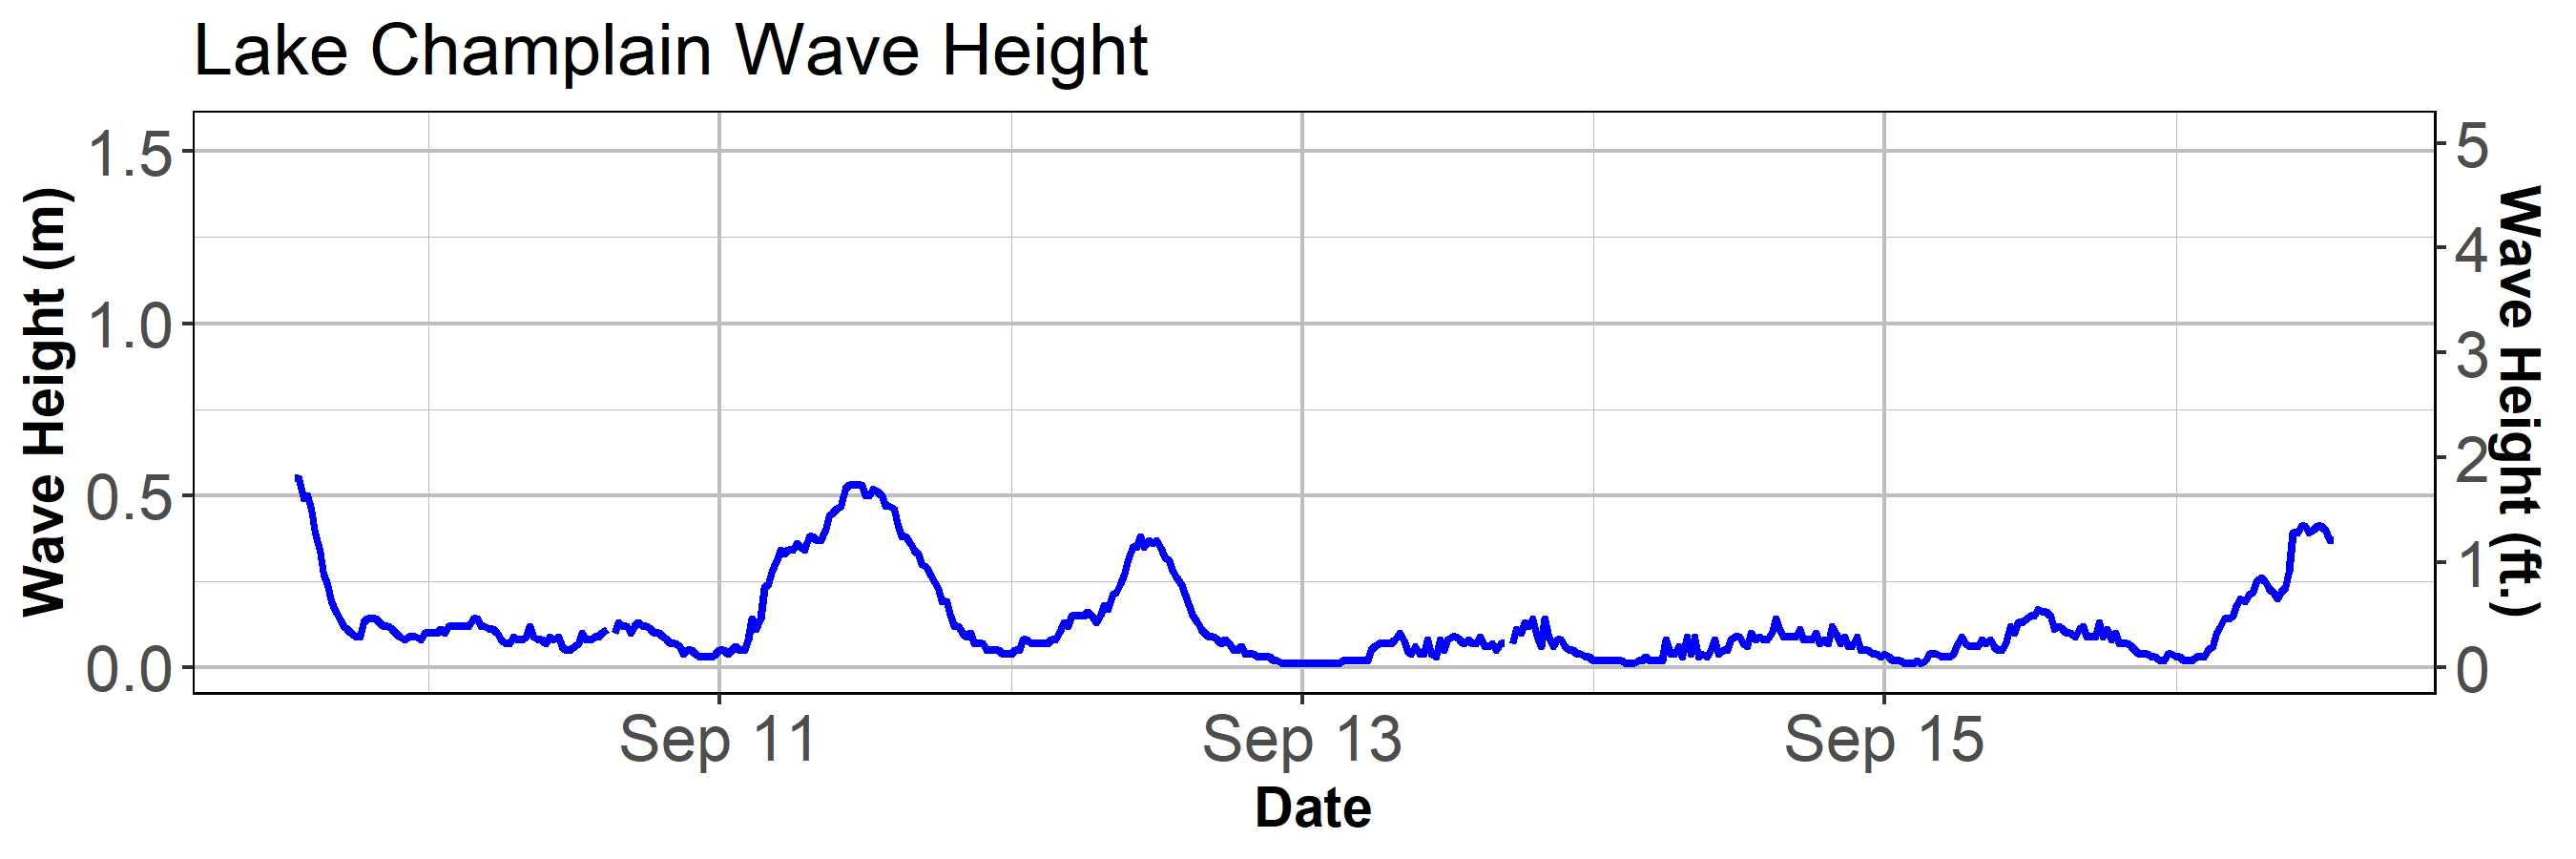 Lake Champlain Wave Height
Wave Height (m)
1.5
1.0
0.5
0.0
5
4
3
2
1
0
Wave Height (ft.)
Sep 11
Sep 13
Sep 15
Date